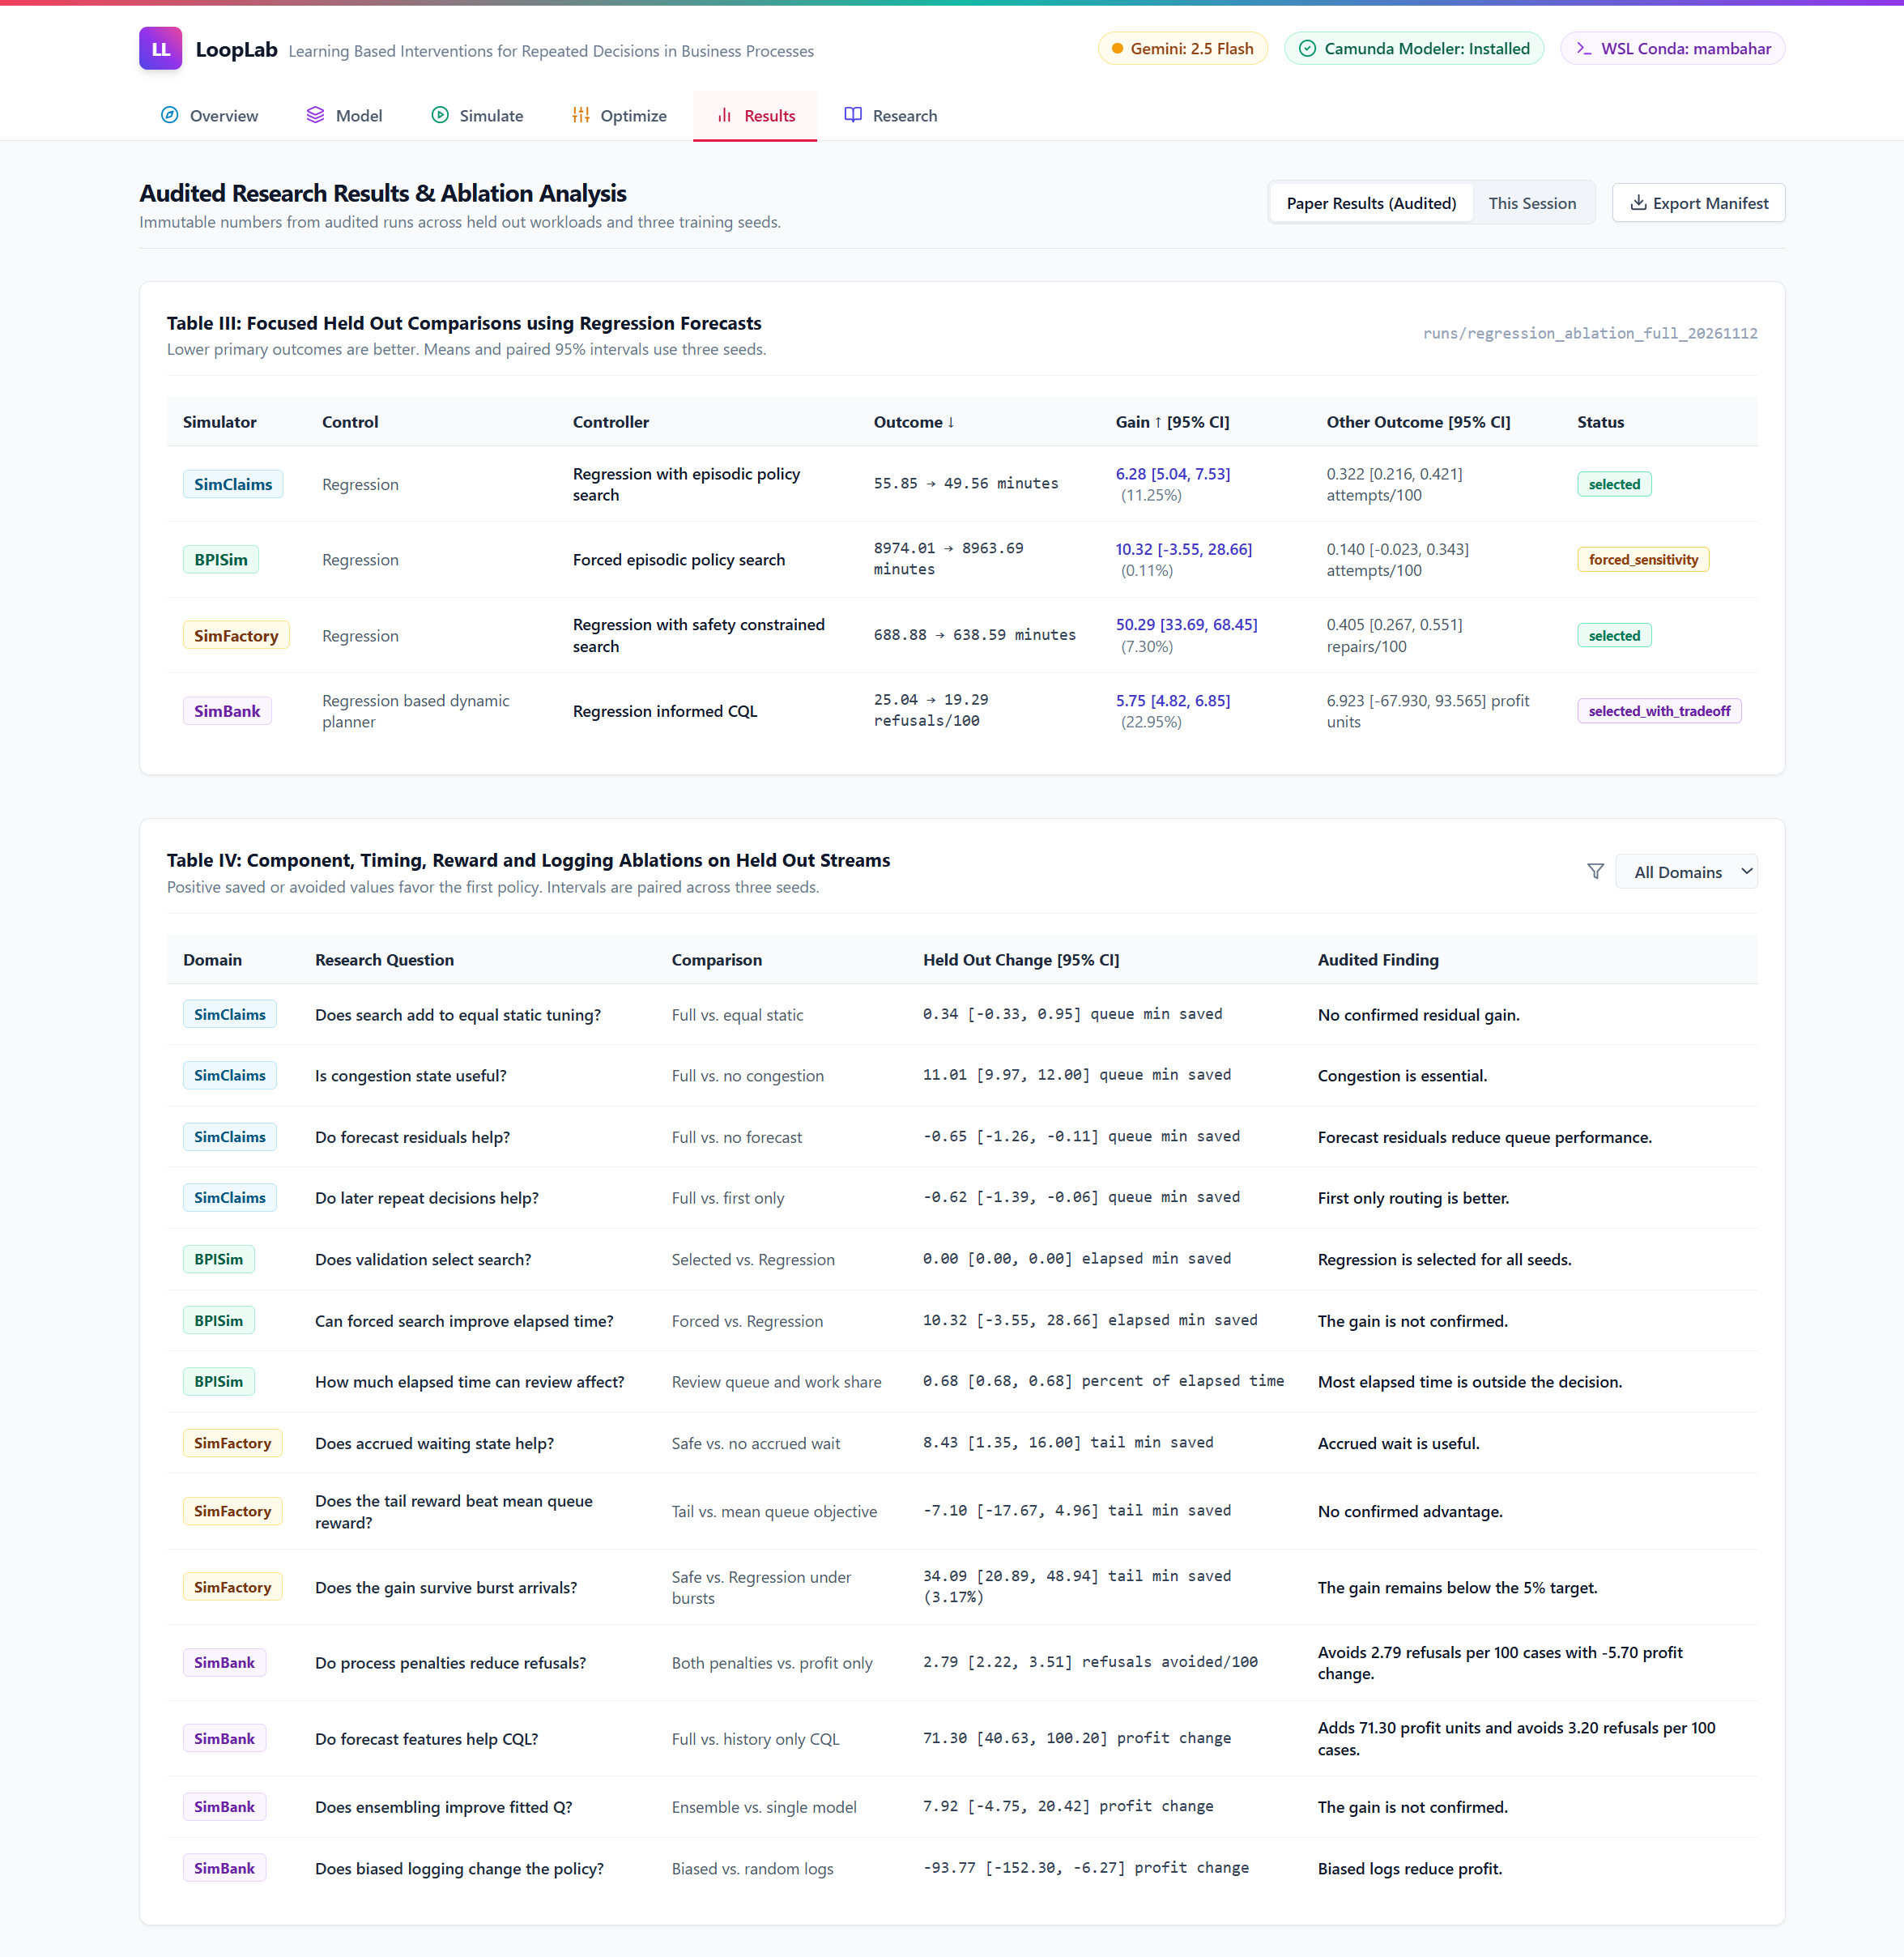 LL LoopLab Learning Based Interventions for Repeated Decisions in Business Processes Gemini: 2.5 Flash Camunda Modeler: Installed WSL Conda: mambahar
Overview Model Simulate Optimize Results Research
Audited Research Results & Ablation Analysis
Immutable numbers from audited runs across held out workloads and three training seeds.
Paper Results (Audited) This Session Export Manifest
Table III: Focused Held Out Comparisons using Regression Forecasts
Lower primary outcomes are better. Means and paired 95% intervals use three seeds.
runs/regression_ablation_full_20261112
Simulator Control Controller Outcome ↓ Gain ↑ [95% CI] Other Outcome [95% CI] Status
SimClaims Regression Regression with episodic policy search 55.85 → 49.56 minutes 6.28 [5.04, 7.53] (11.25%) 0.322 [0.216, 0.421] attempts/100 selected
BPISim Regression Forced episodic policy search 8974.01 → 8963.69 minutes 10.32 [-3.55, 28.66] (0.11%) 0.140 [-0.023, 0.343] attempts/100 forced_sensitivity
SimFactory Regression Regression with safety constrained search 688.88 → 638.59 minutes 50.29 [33.69, 68.45] (7.30%) 0.405 [0.267, 0.551] repairs/100 selected
SimBank Regression based dynamic planner Regression informed CQL 25.04 → 19.29 refusals/100 5.75 [4.82, 6.85] (22.95%) 6.923 [-67.930, 93.565] profit units selected_with_tradeoff
Table IV: Component, Timing, Reward and Logging Ablations on Held Out Streams
Positive saved or avoided values favor the first policy. Intervals are paired across three seeds.
All Domains
Domain Research Question Comparison Held Out Change [95% CI] Audited Finding
SimClaims Does search add to equal static tuning? Full vs. equal static 0.34 [-0.33, 0.95] queue min saved No confirmed residual gain.
SimClaims Is congestion state useful? Full vs. no congestion 11.01 [9.97, 12.00] queue min saved Congestion is essential.
SimClaims Do forecast residuals help? Full vs. no forecast -0.65 [-1.26, -0.11] queue min saved Forecast residuals reduce queue performance.
SimClaims Do later repeat decisions help? Full vs. first only -0.62 [-1.39, -0.06] queue min saved First only routing is better.
BPISim Does validation select search? Selected vs. Regression 0.00 [0.00, 0.00] elapsed min saved Regression is selected for all seeds.
BPISim Can forced search improve elapsed time? Forced vs. Regression 10.32 [-3.55, 28.66] elapsed min saved The gain is not confirmed.
BPISim How much elapsed time can review affect? Review queue and work share 0.68 [0.68, 0.68] percent of elapsed time Most elapsed time is outside the decision.
SimFactory Does accrued waiting state help? Safe vs. no accrued wait 8.43 [1.35, 16.00] tail min saved Accrued wait is useful.
SimFactory Does the tail reward beat mean queue reward? Tail vs. mean queue objective -7.10 [-17.67, 4.96] tail min saved No confirmed advantage.
SimFactory Does the gain survive burst arrivals? Safe vs. Regression under bursts 34.09 [20.89, 48.94] tail min saved (3.17%) The gain remains below the 5% target.
SimBank Do process penalties reduce refusals? Both penalties vs. profit only 2.79 [2.22, 3.51] refusals avoided/100 Avoids 2.79 refusals per 100 cases with -5.70 profit change.
SimBank Do forecast features help CQL? Full vs. history only CQL 71.30 [40.63, 100.20] profit change Adds 71.30 profit units and avoids 3.20 refusals per 100 cases.
SimBank Does ensembling improve fitted Q? Ensemble vs. single model 7.92 [-4.75, 20.42] profit change The gain is not confirmed.
SimBank Does biased logging change the policy? Biased vs. random logs -93.77 [-152.30, -6.27] profit change Biased logs reduce profit.